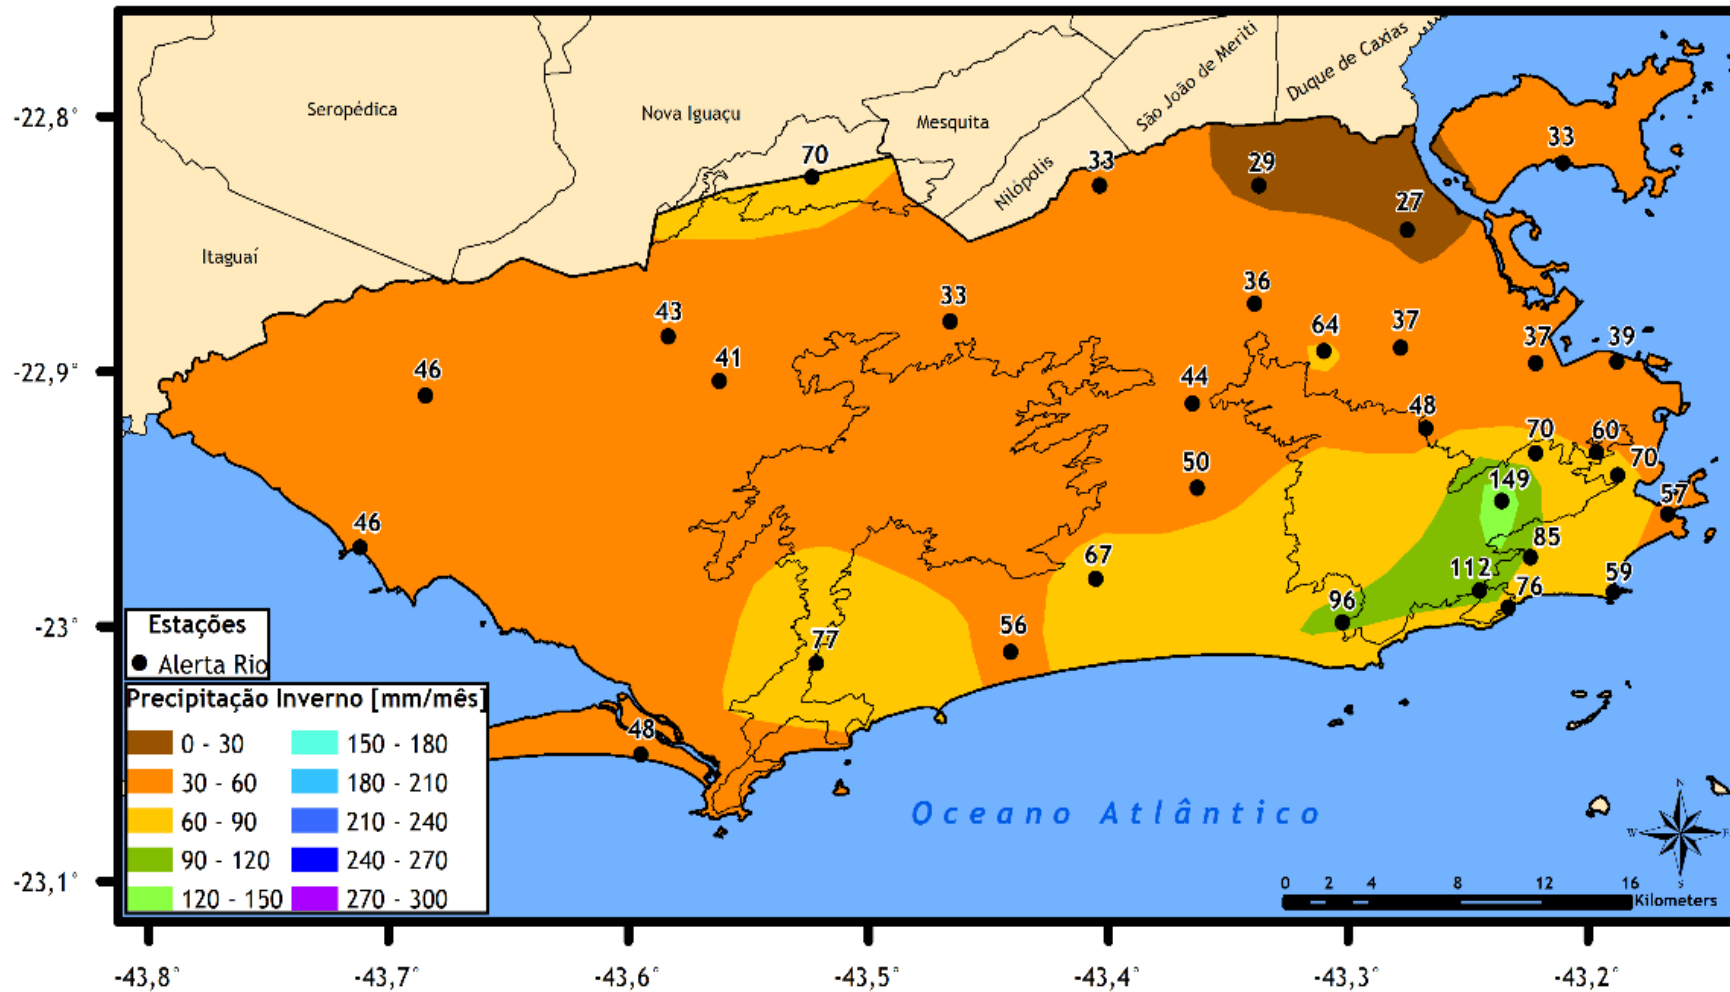 Seropédica
Nova Iguaçu
Mesquita
São João de Meriti
Duque de Caxias
Nilópolis
Itaguaí
-22,8°
-22,9°
-23°
-23,1°
70
33
29
33
27
36
43
33
64
37
37
39
46
41
44
48
70
60
70
50
149
57
46
85
67
112
76
59
96
56
77
48
Estações
Alerta Rio
Precipitação Inverno [mm/mês]
0 - 30
150 - 180
30 - 60
180 - 210
60 - 90
210 - 240
90 - 120
240 - 270
120 - 150
270 - 300
Oceano Atlântico
N
W
E
S
0 2 4 8 12 16
Kilometers
-43,8° -43,7° -43,6° -43,5° -43,4° -43,3° -43,2°